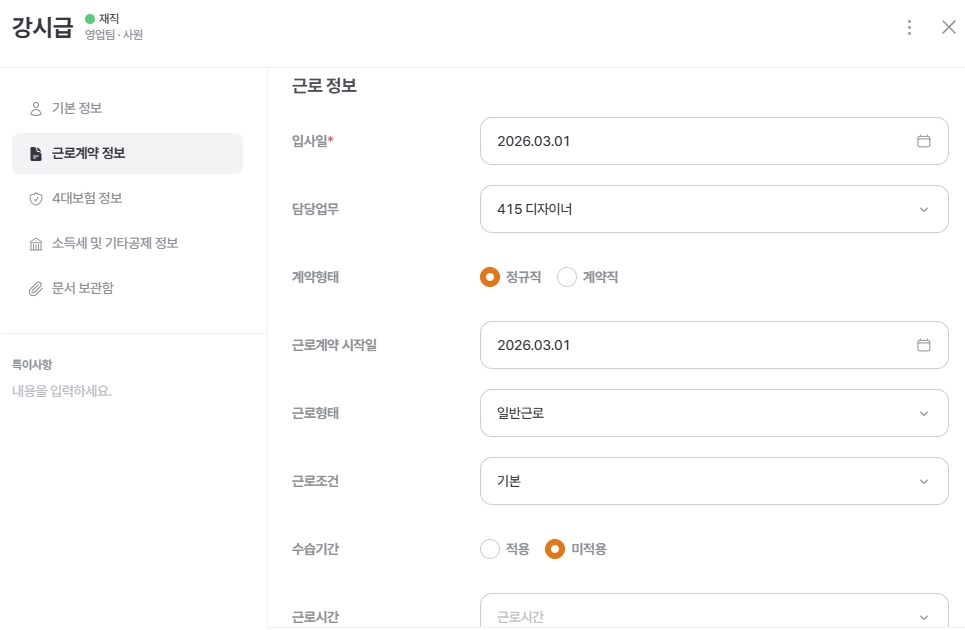 강시급
재직
영업팀 · 사원
기본 정보
근로계약 정보
4대보험 정보
소득세 및 기타공제 정보
문서 보관함
특이사항
내용을 입력하세요.
근로 정보
입사일*
2026.03.01
담당업무
415 디자이너
계약형태
정규직
계약직
근로계약 시작일
2026.03.01
근로형태
일반근로
근로조건
기본
수습기간
적용
미적용
근로시간
근로시간